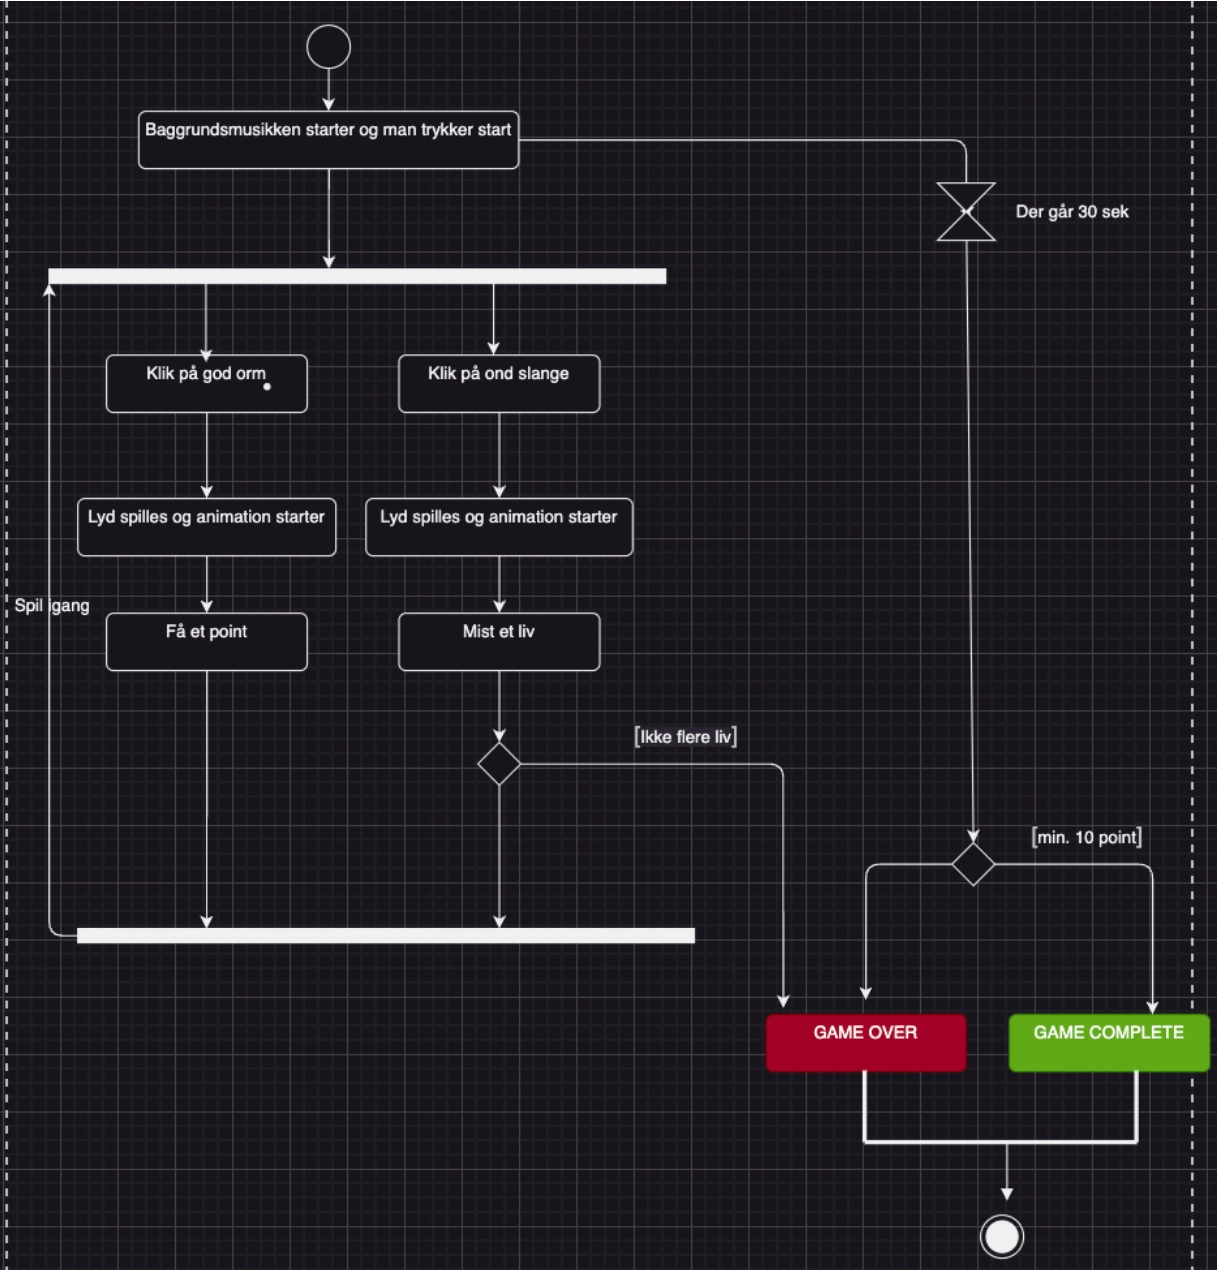 Baggrundsmusikken starter og man trykker start
Der går 30 sek
Klik på god orm
Klik på ond slange
Lyd spilles og animation starter
Lyd spilles og animation starter
Spil igang
Få et point
Mist et liv
[Ikke flere liv]
[min. 10 point]
GAME OVER
GAME COMPLETE